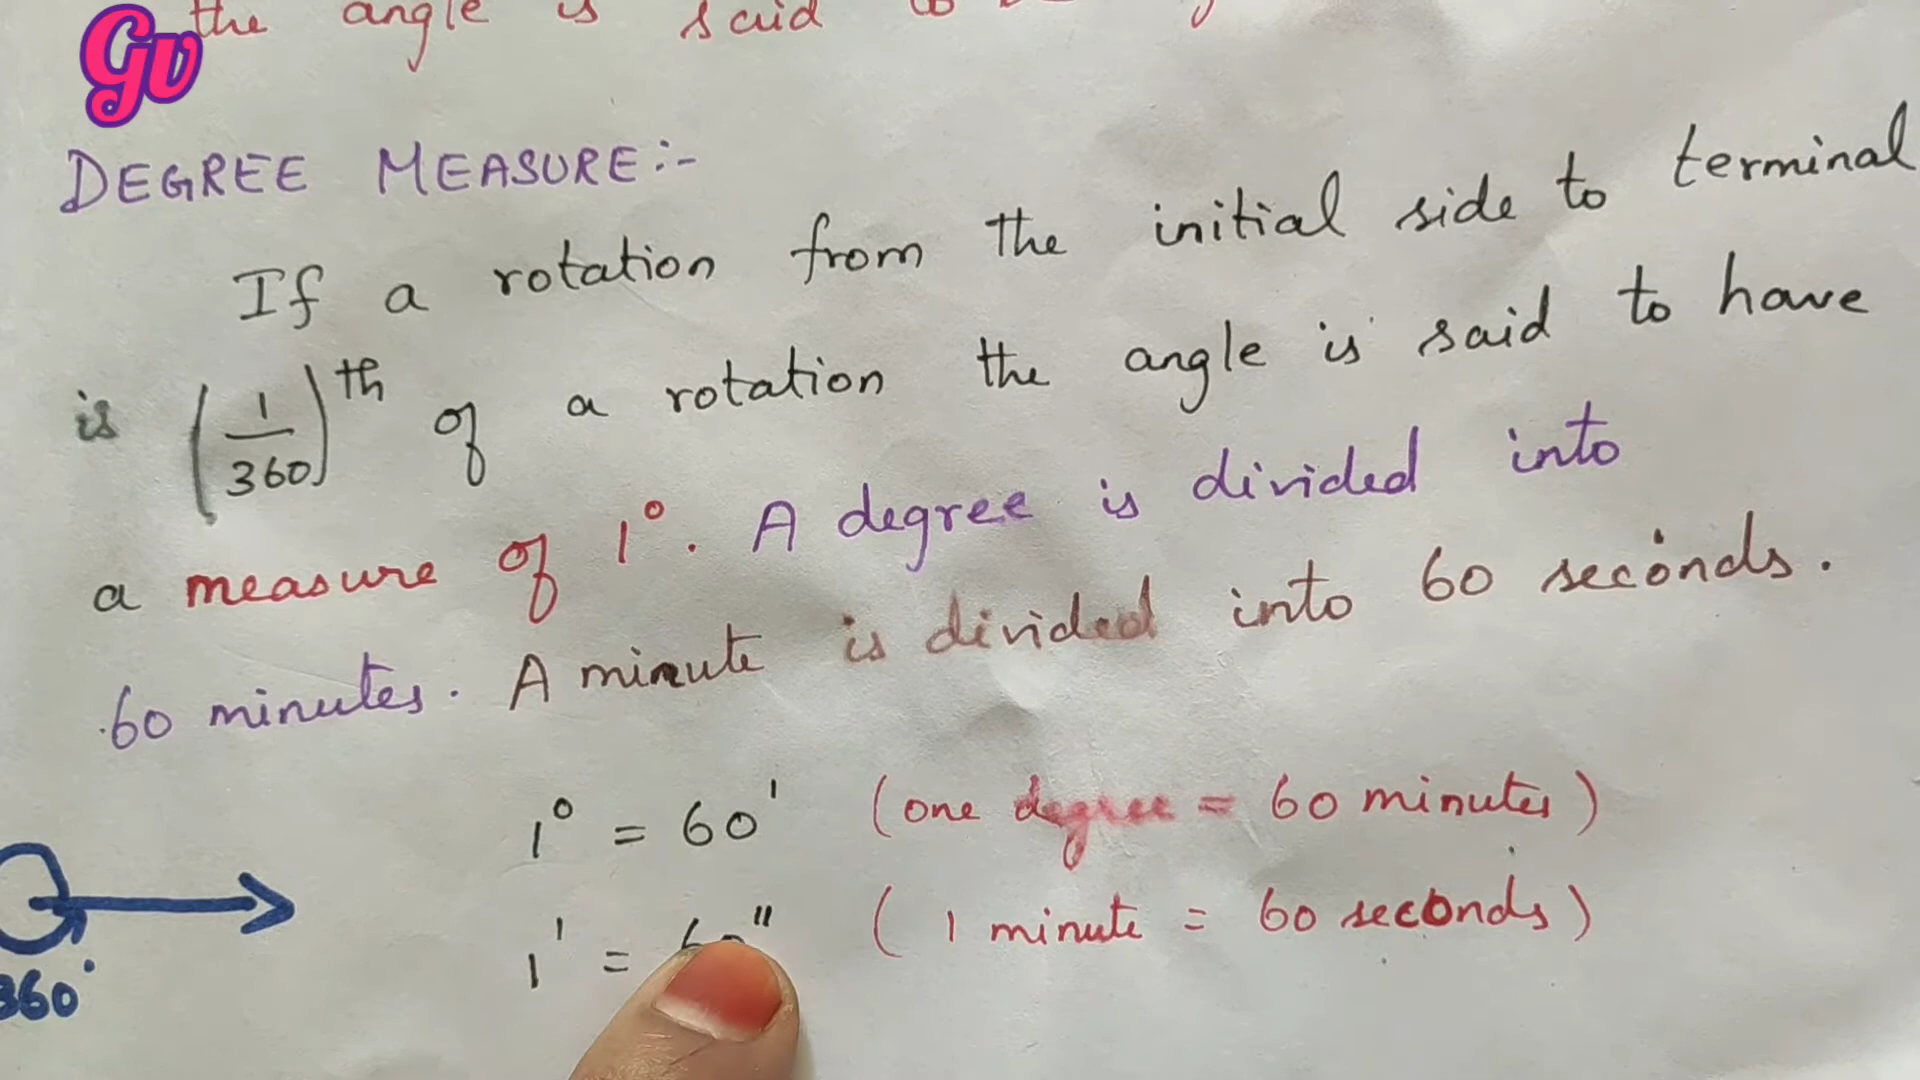 the angle is said to
Gv
DEGREE MEASURE:-
If a rotation from the initial side to terminal
is (1/360)th of a rotation the angle is said to have
a measure of 1°. A degree is divided into
60 minutes. A minute is divided into 60 seconds.
1° = 60' (one degree = 60 minutes)
1' = 60" (1 minute = 60 seconds)
360°